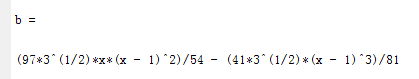 b =
(97*3^(1/2)*x*(x - 1)^2)/54 - (41*3^(1/2)*(x - 1)^3)/81